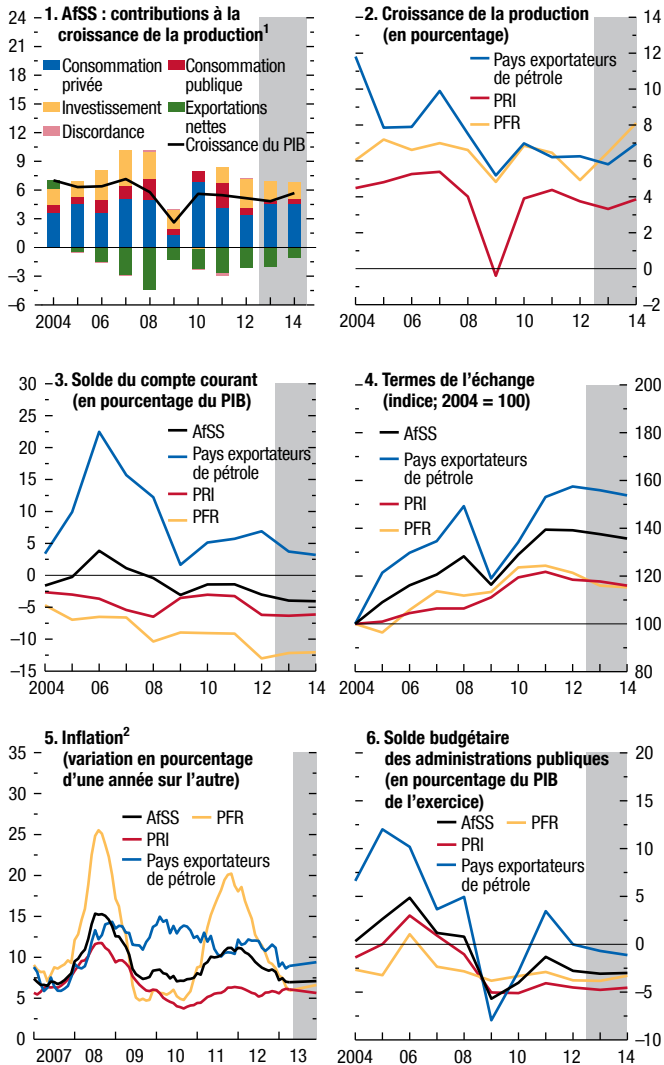 1. AfSS : contributions à la
croissance de la production¹
Consommation privée
Consommation publique
Investissement
Exportations nettes
Discordance
Croissance du PIB
24
21
18
15
12
9
6
3
0
–3
–6
2004 06 08 10 12 14
2. Croissance de la production
(en pourcentage)
Pays exportateurs
de pétrole
PRI
PFR
14
12
10
8
6
4
2
0
–2
2004 06 08 10 12 14
3. Solde du compte courant
(en pourcentage du PIB)
AfSS
Pays exportateurs
de pétrole
PRI
PFR
30
25
20
15
10
5
0
–5
–10
–15
2004 06 08 10 12 14
4. Termes de l’échange
(indice; 2004 = 100)
AfSS
Pays exportateurs
de pétrole
PRI
PFR
200
180
160
140
120
100
80
2004 06 08 10 12 14
5. Inflation²
(variation en pourcentage
d’une année sur l’autre)
AfSS PFR
PRI
Pays exportateurs
de pétrole
35
30
25
20
15
10
5
0
2007 08 09 10 11 12 13
6. Solde budgétaire
des administrations publiques
(en pourcentage du PIB
de l’exercice)
AfSS PFR
PRI
Pays exportateurs
de pétrole
20
15
10
5
0
–5
–10
2004 06 08 10 12 14